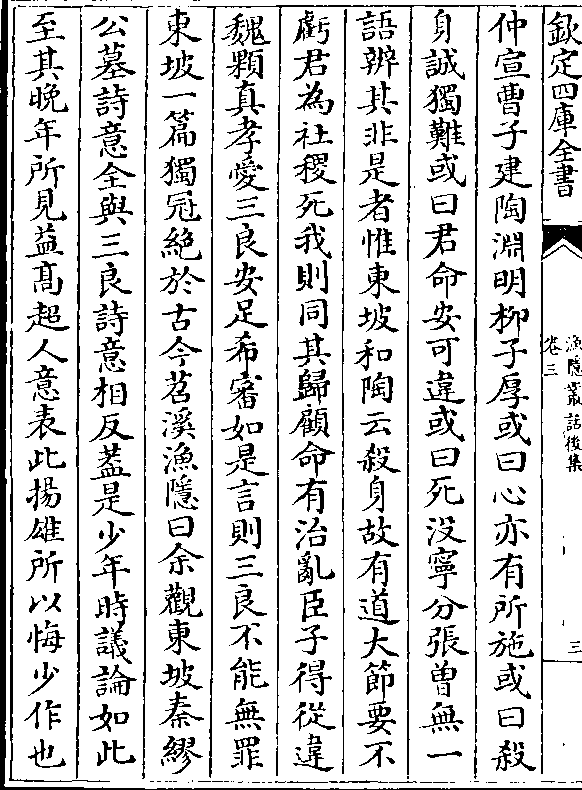 欽定四庫全書
漁隱叢話後集
卷三
三
仲宣曹子建陶淵明栁子厚或曰心亦有所施或曰殺
身誠獨難或曰君命安可違或曰死没寧分張曽無一
語辨其非是者惟東坡和陶云殺身故有道大節要不
虧君為社稷死我則同其歸顧命有治亂臣子得從違
魏顆真孝愛三良安足希審如是言則三良不能無罪
東坡一篇獨冠絶於古今苕溪漁隱曰余觀東坡秦繆
公墓詩意全與三良詩意相反葢是少年時議論如此
至其晚年所見益髙超人意表此揚雄所以悔少作也